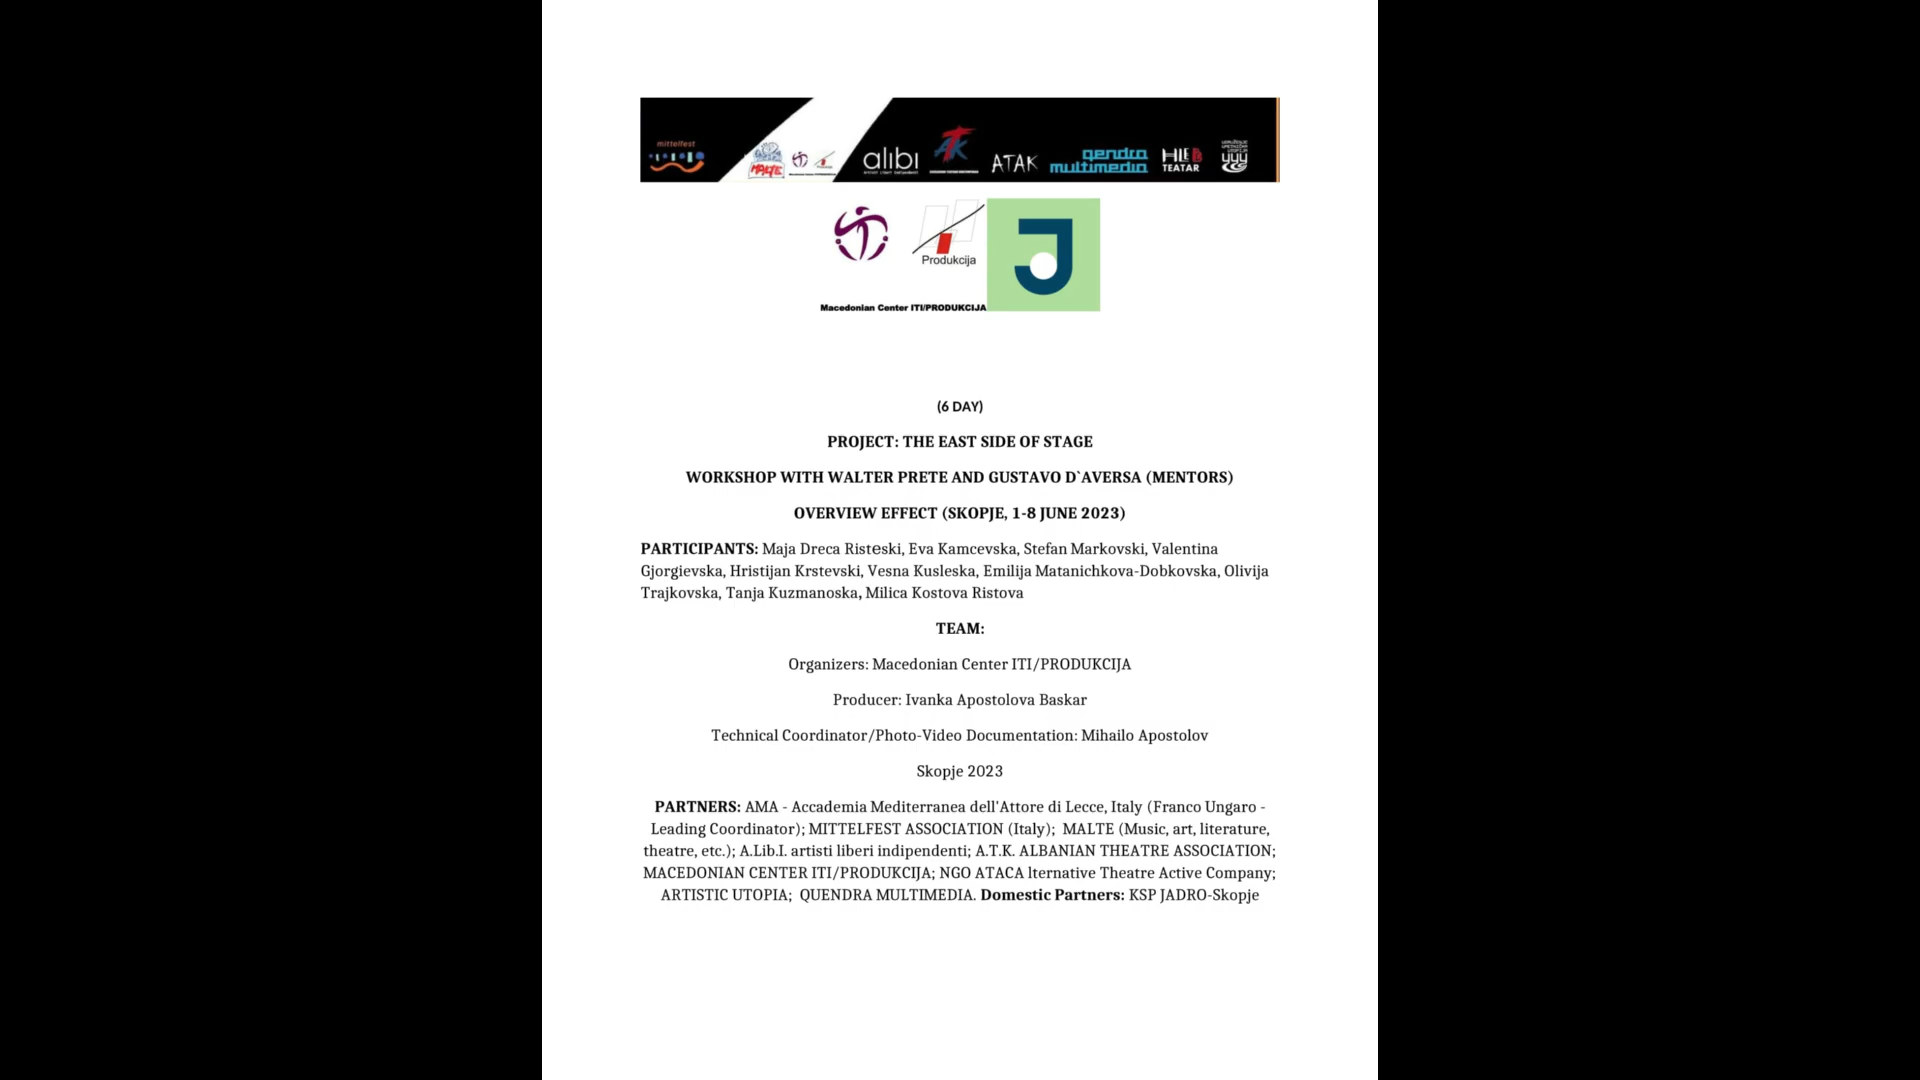 mittelfest
MALTE
alibi
artisti liberi indipendenti
ATK
ATAK
qendra
multimedia
HLEB
TEATAR
Produkcija
Macedonian Center ITI/PRODUKCIJA
(6 DAY)
PROJECT: THE EAST SIDE OF STAGE
WORKSHOP WITH WALTER PRETE AND GUSTAVO D`AVERSA (MENTORS)
OVERVIEW EFFECT (SKOPJE, 1-8 JUNE 2023)
PARTICIPANTS: Maja Dreca Risteski, Eva Kamcevska, Stefan Markovski, Valentina
Gjorgievska, Hristijan Krstevski, Vesna Kusleska, Emilija Matanichkova-Dobkovska, Olivija
Trajkovska, Tanja Kuzmanoska, Milica Kostova Ristova
TEAM:
Organizers: Macedonian Center ITI/PRODUKCIJA
Producer: Ivanka Apostolova Baskar
Technical Coordinator/Photo-Video Documentation: Mihailo Apostolov
Skopje 2023
PARTNERS: AMA - Accademia Mediterranea dell'Attore di Lecce, Italy (Franco Ungaro -
Leading Coordinator); MITTELFEST ASSOCIATION (Italy);  MALTE (Music, art, literature,
theatre, etc.); A.Lib.I. artisti liberi indipendenti; A.T.K. ALBANIAN THEATRE ASSOCIATION;
MACEDONIAN CENTER ITI/PRODUKCIJA; NGO ATACA lternative Theatre Active Company;
ARTISTIC UTOPIA;  QUENDRA MULTIMEDIA. Domestic Partners: KSP JADRO-Skopje